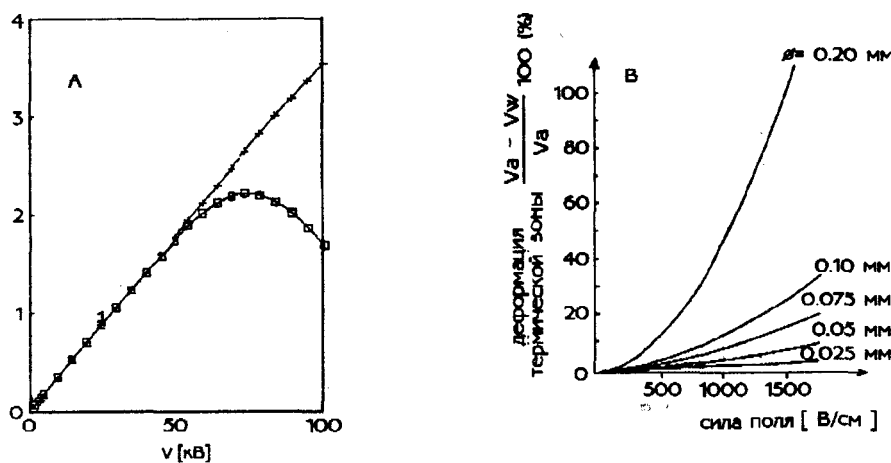 4
3
2
1
0
A
1
0
50
100
V [кВ]
деформация
термической зоны
Va - Vw
Va
100 (%)
B
100
80
60
40
20
0
ø= 0.20 мм
0.10 мм
0.075 мм
0.05 мм
0.025 мм
500
1000
1500
сила поля [ В/см ]